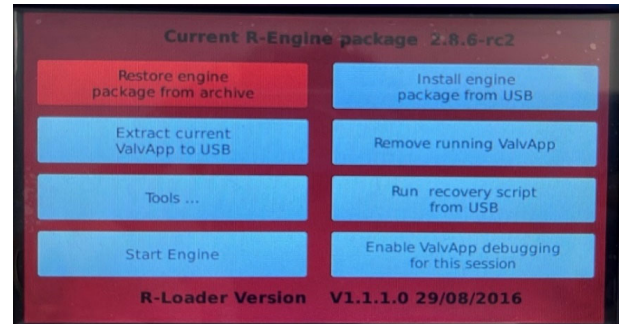 Current R-Engine package 2.8.6-rc2
Restore engine
package from archive
Install engine
package from USB
Extract current
ValvApp to USB
Remove running ValvApp
Tools ...
Run recovery script
from USB
Start Engine
Enable ValvApp debugging
for this session
R-Loader Version V1.1.1.0 29/08/2016